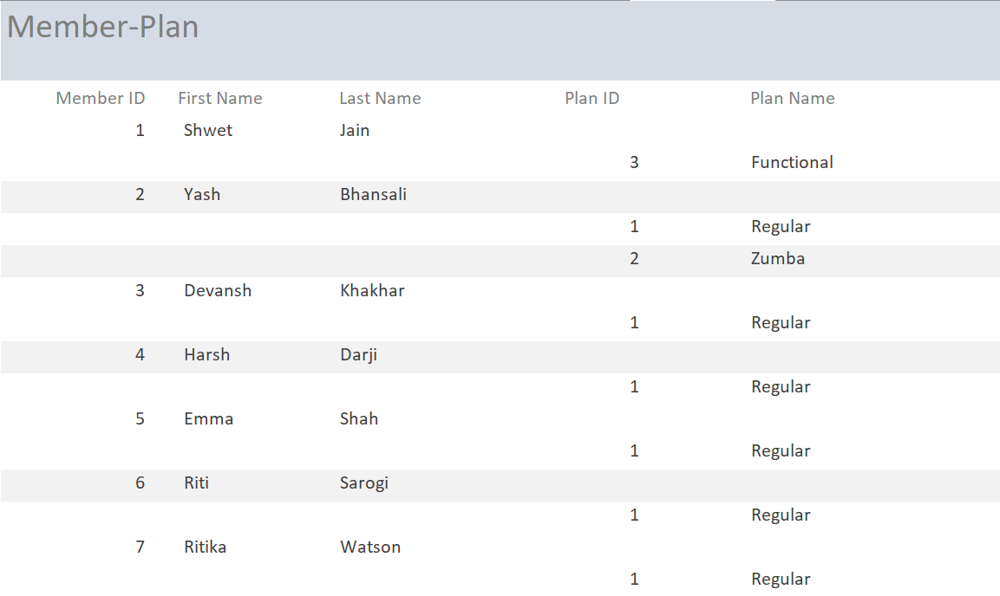 Member-Plan
Member ID First Name Last Name Plan ID Plan Name
1 Shwet Jain
3 Functional
2 Yash Bhansali
1 Regular
2 Zumba
3 Devansh Khakhar
1 Regular
4 Harsh Darji
1 Regular
5 Emma Shah
1 Regular
6 Riti Sarogi
1 Regular
7 Ritika Watson
1 Regular